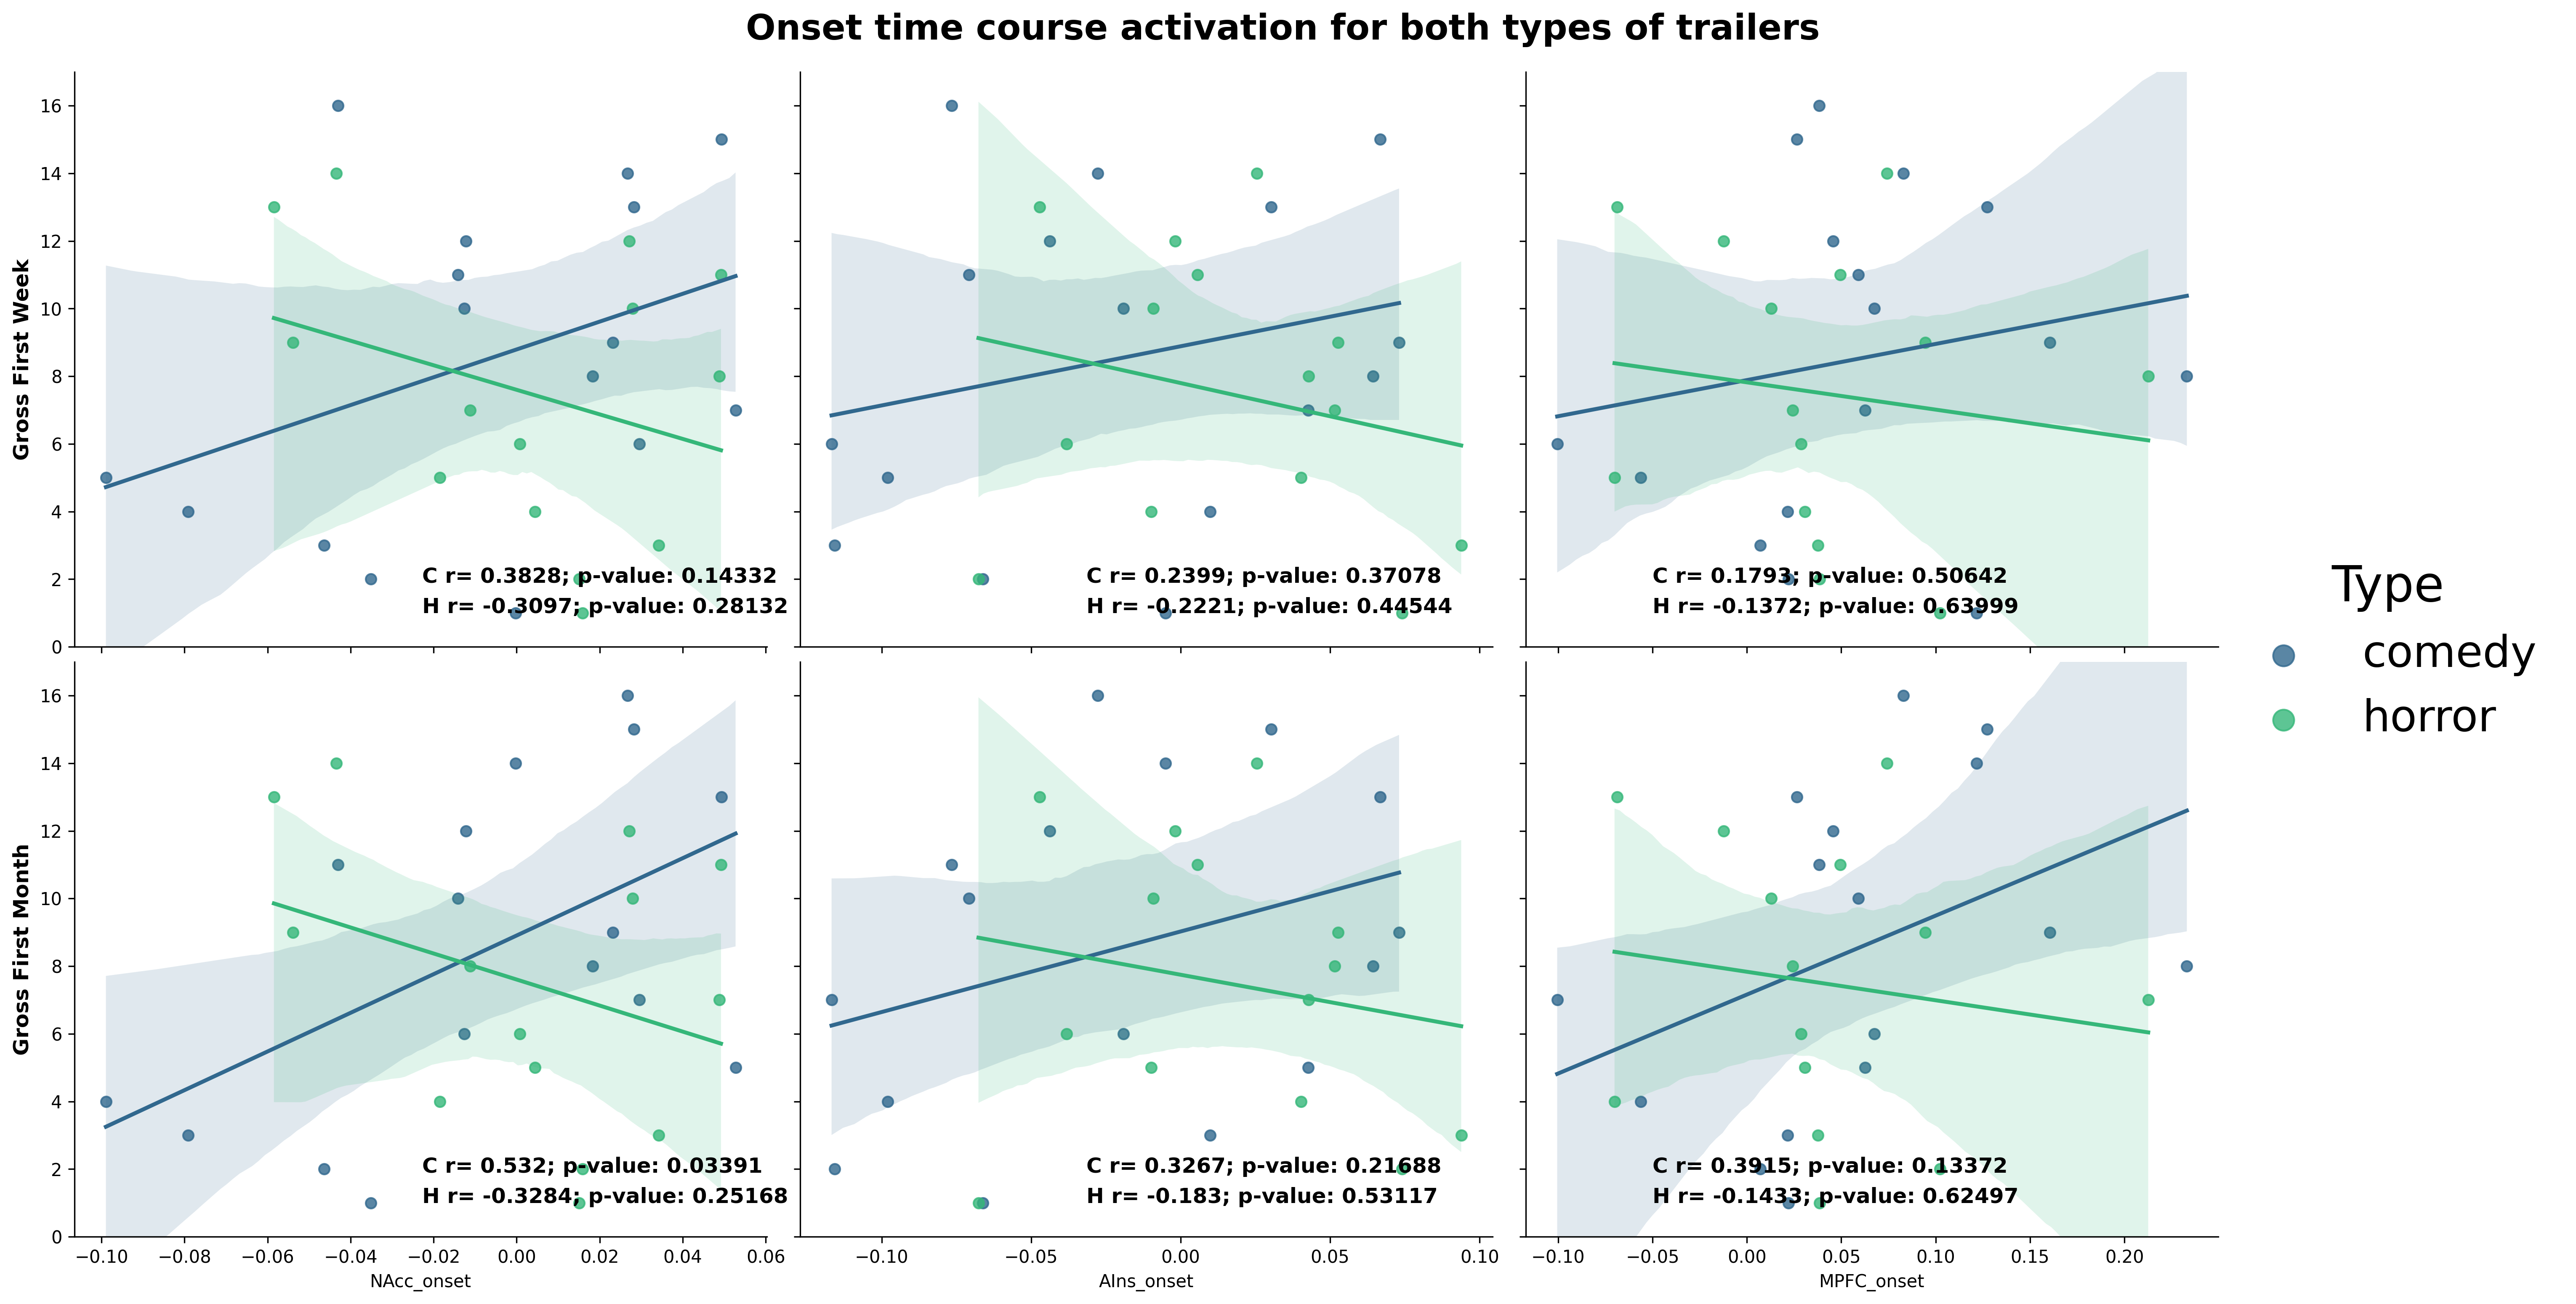 Onset time course activation for both types of trailers
Gross First Week
16
14
12
10
8
6
4
2
0
C r= 0.3828; p-value: 0.14332
H r= -0.3097; p-value: 0.28132
C r= 0.2399; p-value: 0.37078
H r= -0.2221; p-value: 0.44544
C r= 0.1793; p-value: 0.50642
H r= -0.1372; p-value: 0.63999
Type
comedy
horror
Gross First Month
16
14
12
10
8
6
4
2
0
C r= 0.532; p-value: 0.03391
H r= -0.3284; p-value: 0.25168
C r= 0.3267; p-value: 0.21688
H r= -0.183; p-value: 0.53117
C r= 0.3915; p-value: 0.13372
H r= -0.1433; p-value: 0.62497
−0.10 −0.08 −0.06 −0.04 −0.02 0.00 0.02 0.04 0.06
NAcc_onset
−0.10 −0.05 0.00 0.05 0.10
AIns_onset
−0.10 −0.05 0.00 0.05 0.10 0.15 0.20
MPFC_onset